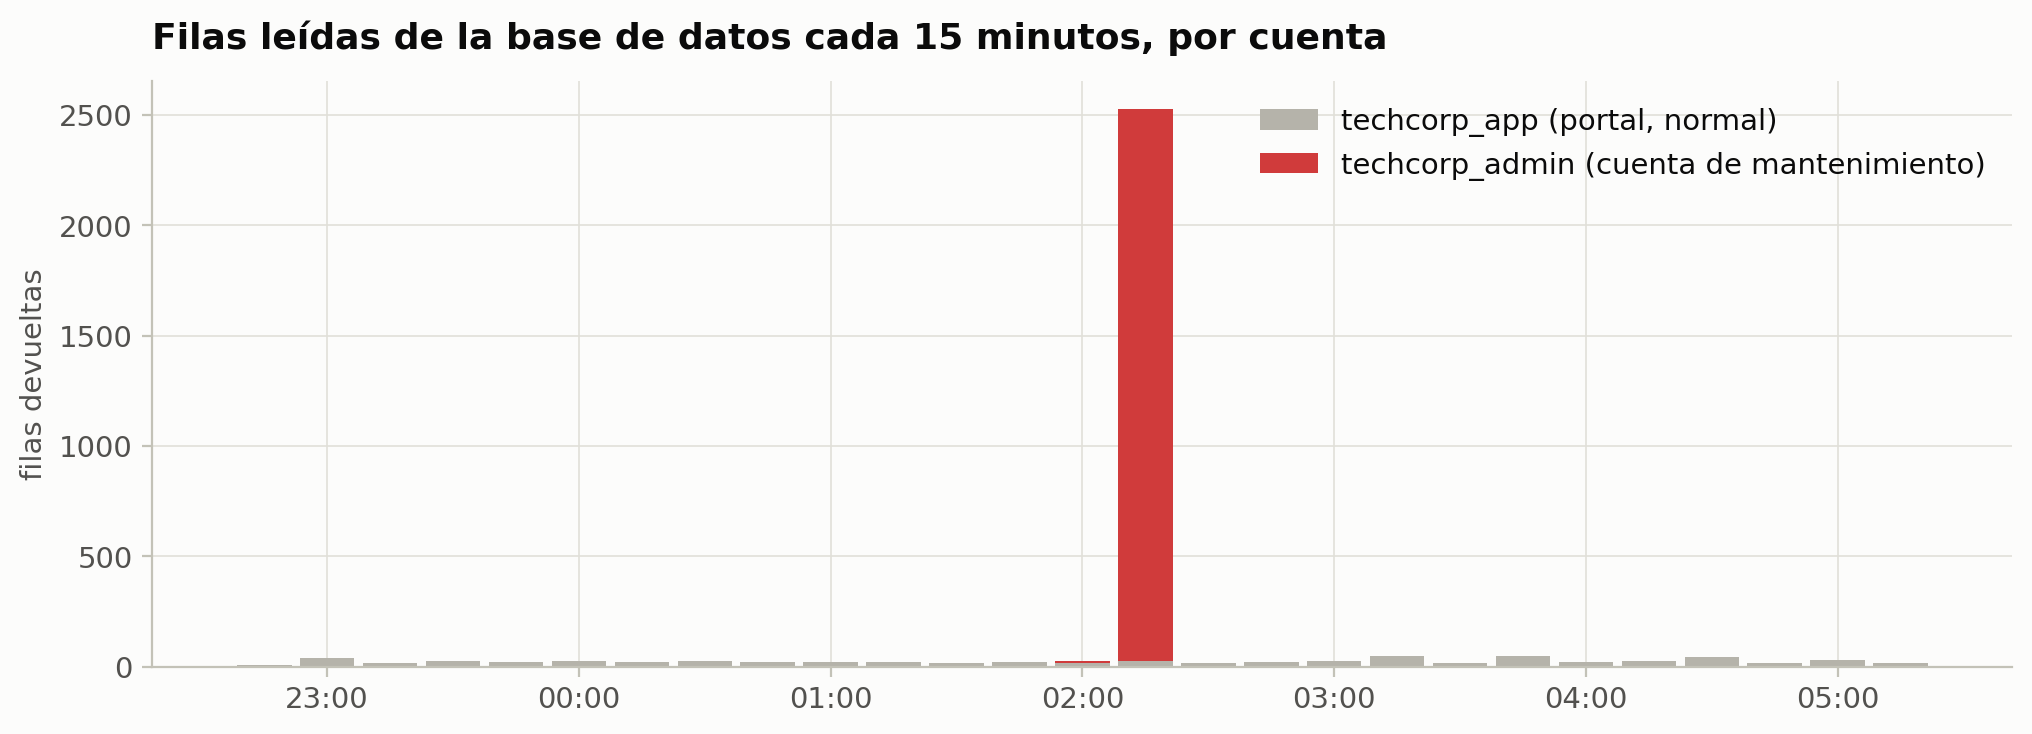 Filas leídas de la base de datos cada 15 minutos, por cuenta
filas devueltas
2500
2000
1500
1000
500
0
techcorp_app (portal, normal)
techcorp_admin (cuenta de mantenimiento)
23:00 00:00 01:00 02:00 03:00 04:00 05:00